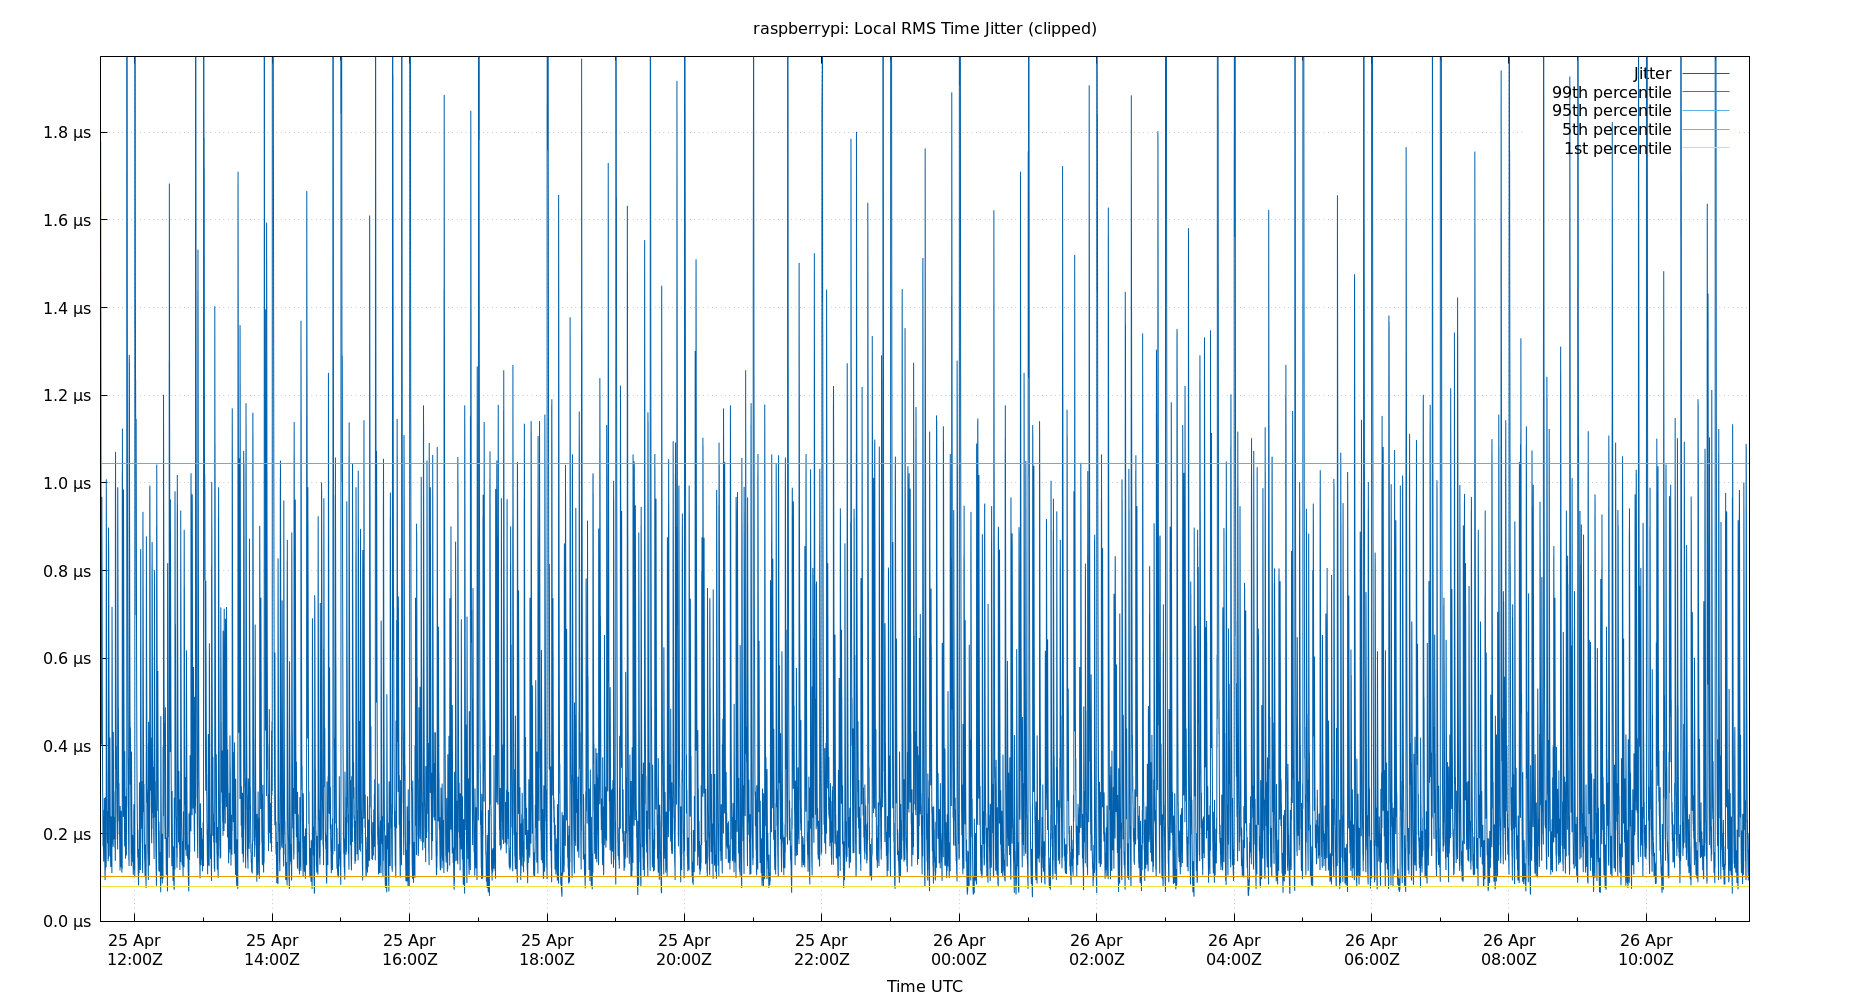 raspberrypi: Local RMS Time Jitter (clipped)
Jitter
99th percentile
95th percentile
5th percentile
1st percentile
1.8 μs
1.6 μs
1.4 μs
1.2 μs
1.0 μs
0.8 μs
0.6 μs
0.4 μs
0.2 μs
0.0 μs
25 Apr 25 Apr 25 Apr 25 Apr 25 Apr 25 Apr 26 Apr 26 Apr 26 Apr 26 Apr 26 Apr 26 Apr
12:00Z 14:00Z 16:00Z 18:00Z 20:00Z 22:00Z 00:00Z 02:00Z 04:00Z 06:00Z 08:00Z 10:00Z
Time UTC